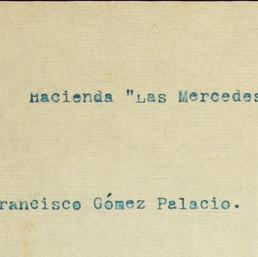 Hacienda "Las Mercedes
rancisco Gómez Palacio.